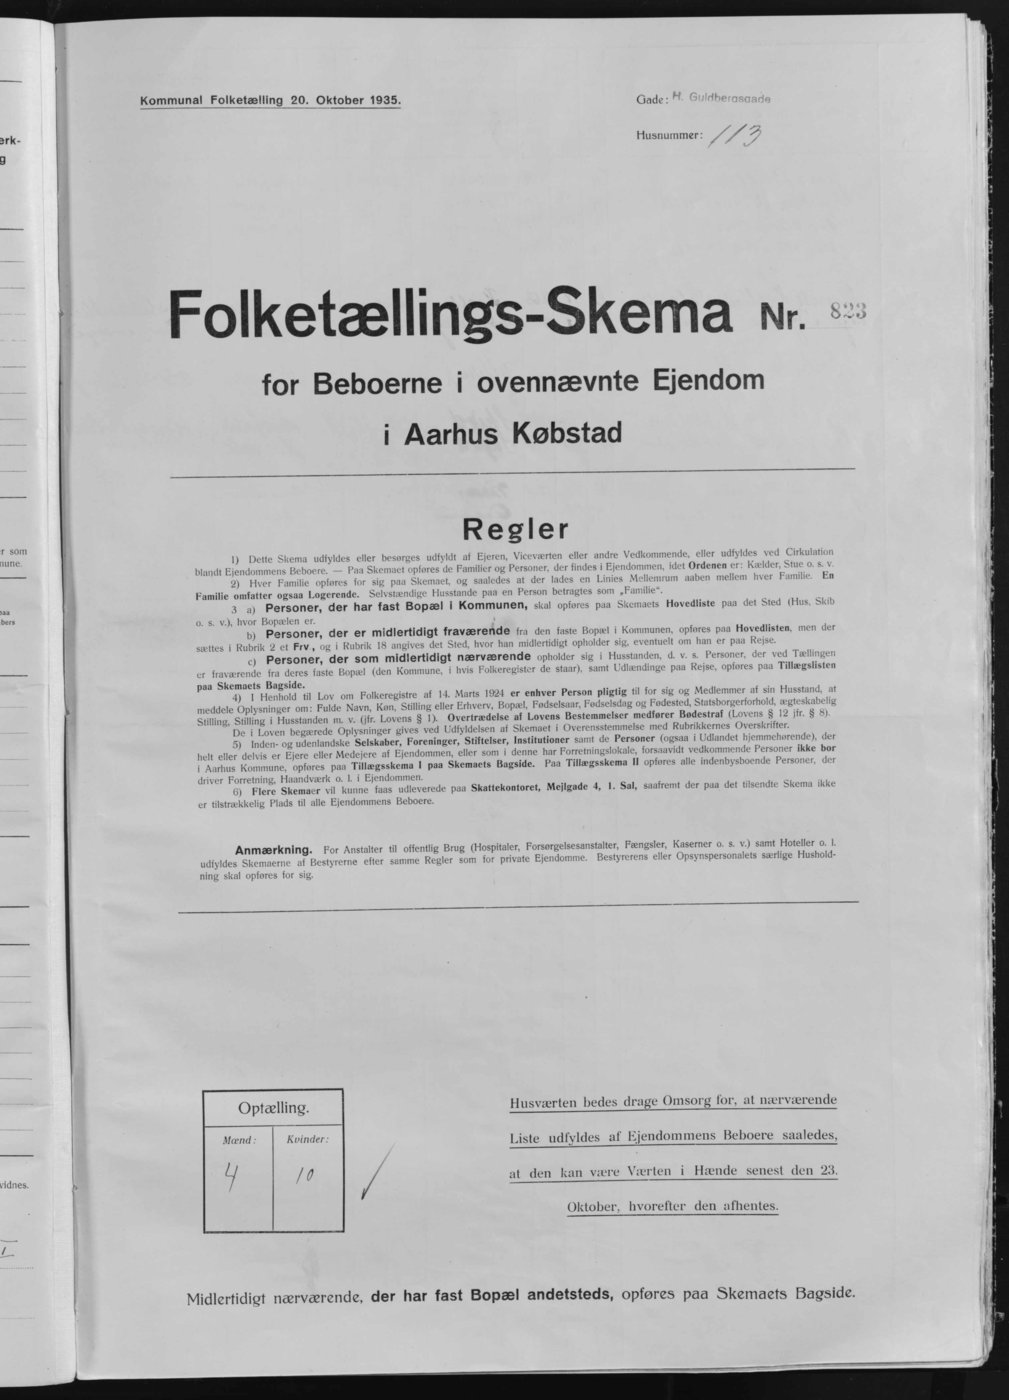 Kommunal Folketælling 20. Oktober 1935.
Gade: H. Guldbergsgade
Husnummer: 113
Folketællings-Skema Nr. 823
for Beboerne i ovennævnte Ejendom
i Aarhus Købstad
Regler
1) Dette Skema udfyldes eller besørges udfyldt af Ejeren, Viceværten eller andre Vedkommende, eller udfyldes ved Cirkulation
blandt Ejendommens Beboere. — Paa Skemaet opføres de Familier og Personer, der findes i Ejendommen, idet Ordenen er: Kælder, Stue o. s. v.
2) Hver Familie opføres for sig paa Skemaet, og saaledes at der lades en Linies Mellemrum aaben mellem hver Familie. En
Familie omfatter ogsaa Logerende. Selvstændige Husstande paa en Person betragtes som „Familie“.
3 a) Personer, der har fast Bopæl i Kommunen, skal opføres paa Skemaets Hovedliste paa det Sted (Hus, Skib
o. s. v.), hvor Bopælen er.
b) Personer, der er midlertidigt fraværende fra den faste Bopæl i Kommunen, opføres paa Hovedlisten, men der
sættes i Rubrik 2 et Frv., og i Rubrik 18 angives det Sted, hvor han midlertidigt opholder sig, eventuelt om han er paa Rejse.
c) Personer, der som midlertidigt nærværende opholder sig i Husstanden, d. v. s. Personer, der ved Tællingen
er fraværende fra deres faste Bopæl (den Kommune, i hvis Folkeregister de staar), samt Udlændinge paa Rejse, opføres paa Tillægslisten
paa Skemaets Bagside.
4) I Henhold til Lov om Folkeregistre af 14. Marts 1924 er enhver Person pligtig til for sig og Medlemmer af sin Husstand, at
meddele Oplysninger om: Fulde Navn, Køn, Stilling eller Erhverv, Bopæl, Fødselsaar, Fødselsdag og Fødested, Statsborgerforhold, ægteskabelig
Stilling, Stilling i Husstanden m. v. (jfr. Lovens § 1). Overtrædelse af Lovens Bestemmelser medfører Bødestraf (Lovens § 12 jfr. § 8).
De i Loven begærede Oplysninger gives ved Udfyldelsen af Skemaet i Overensstemmelse med Rubrikkernes Overskrifter.
5) Inden- og udenlandske Selskaber, Foreninger, Stiftelser, Institutioner samt de Personer (ogsaa i Udlandet hjemmehørende), der
helt eller delvis er Ejere eller Medejere af Ejendommen, eller som i denne har Forretningslokale, forsaavidt vedkommende Personer ikke bor
i Aarhus Kommune, opføres paa Tillægsskema I paa Skemaets Bagside. Paa Tillægsskema II opføres alle indenbysboende Personer, der
driver Forretning, Haandværk o. l. i Ejendommen.
6) Flere Skemaer vil kunne faas udleverede paa Skattekontoret, Mejlgade 4, 1. Sal, saafremt der paa det tilsendte Skema ikke
er tilstrækkelig Plads til alle Ejendommens Beboere.
Anmærkning. For Anstalter til offentlig Brug (Hospitaler, Forsørgelsesanstalter, Fængsler, Kaserner o. s. v.) samt Hoteller o. l.
udfyldes Skemaerne af Bestyrerne efter samme Regler som for private Ejendomme. Bestyrerens eller Opsynspersonalets særlige Hushold-
ning skal opføres for sig.
Optælling.
Mænd: Kvinder:
4 10
Husværten bedes drage Omsorg for, at nærværende
Liste udfyldes af Ejendommens Beboere saaledes,
at den kan være Værten i Hænde senest den 23.
Oktober, hvorefter den afhentes.
Midlertidigt nærværende, der har fast Bopæl andetsteds, opføres paa Skemaets Bagside.